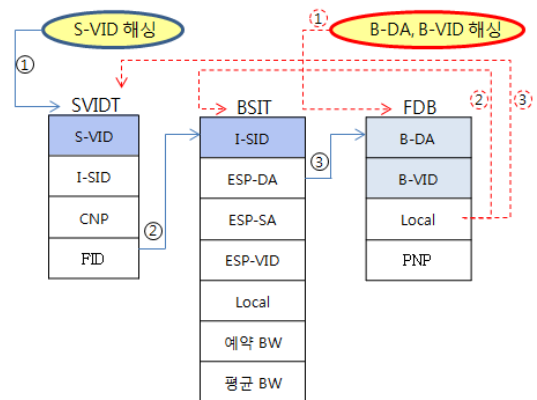 S-VID 해싱
B-DA, B-VID 해싱
①
①
②
③
SVIDT
BSIT
FDB
S-VID
I-SID
CNP
FID
②
I-SID
ESP-DA
ESP-SA
ESP-VID
Local
예약 BW
평균 BW
③
B-DA
B-VID
Local
PNP